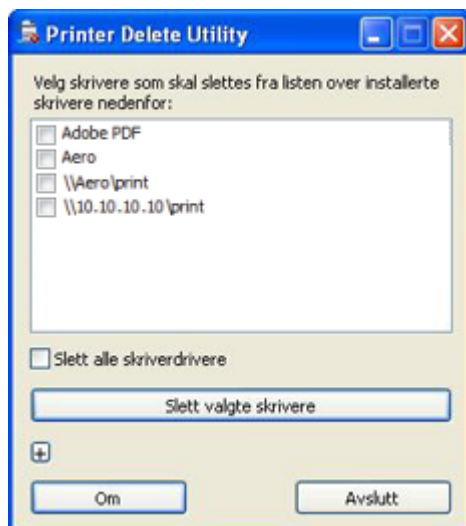 Printer Delete Utility
Velg skrivere som skal slettes fra listen over installerte
skrivere nedenfor:
Adobe PDF
Aero
\\Aero\print
\\10.10.10.10\print
Slett alle skriverdrivere
Slett valgte skrivere
Om
Avslutt